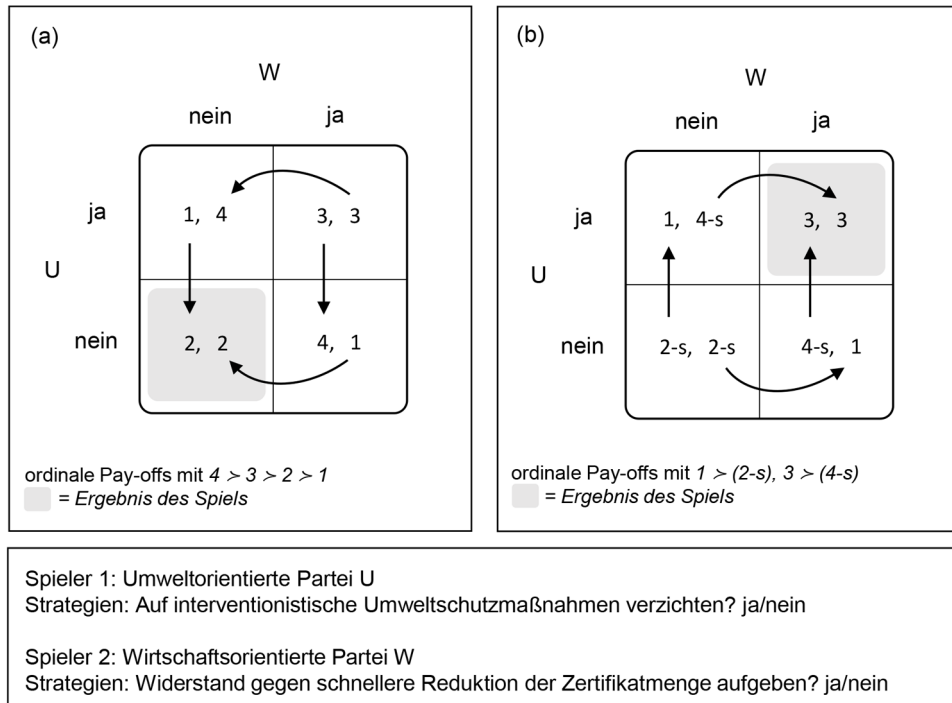 (a)
W
nein ja
ja
1, 4 3, 3
U
nein
2, 2 4, 1
ordinale Pay-offs mit 4 ≻ 3 ≻ 2 ≻ 1
= Ergebnis des Spiels
(b)
W
nein ja
ja
1, 4-s 3, 3
U
nein
2-s, 2-s 4-s, 1
ordinale Pay-offs mit 1 ≻ (2-s), 3 ≻ (4-s)
= Ergebnis des Spiels
Spieler 1: Umweltorientierte Partei U
Strategien: Auf interventionistische Umweltschutzmaßnahmen verzichten? ja/nein
Spieler 2: Wirtschaftsorientierte Partei W
Strategien: Widerstand gegen schnellere Reduktion der Zertifikatmenge aufgeben? ja/nein